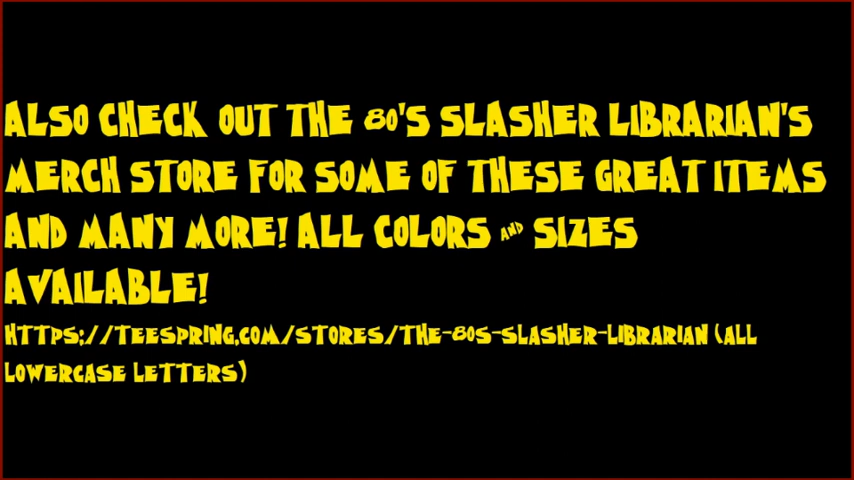 ALSO CHECK OUT THE 80'S SLASHER LIBRARIAN'S
MERCH STORE FOR SOME OF THESE GREAT ITEMS
AND MANY MORE! ALL COLORS AND SIZES
AVAILABLE!
HTTPS://TEESPRING.COM/STORES/THE-80S-SLASHER-LIBRARIAN (ALL
LOWERCASE LETTERS)